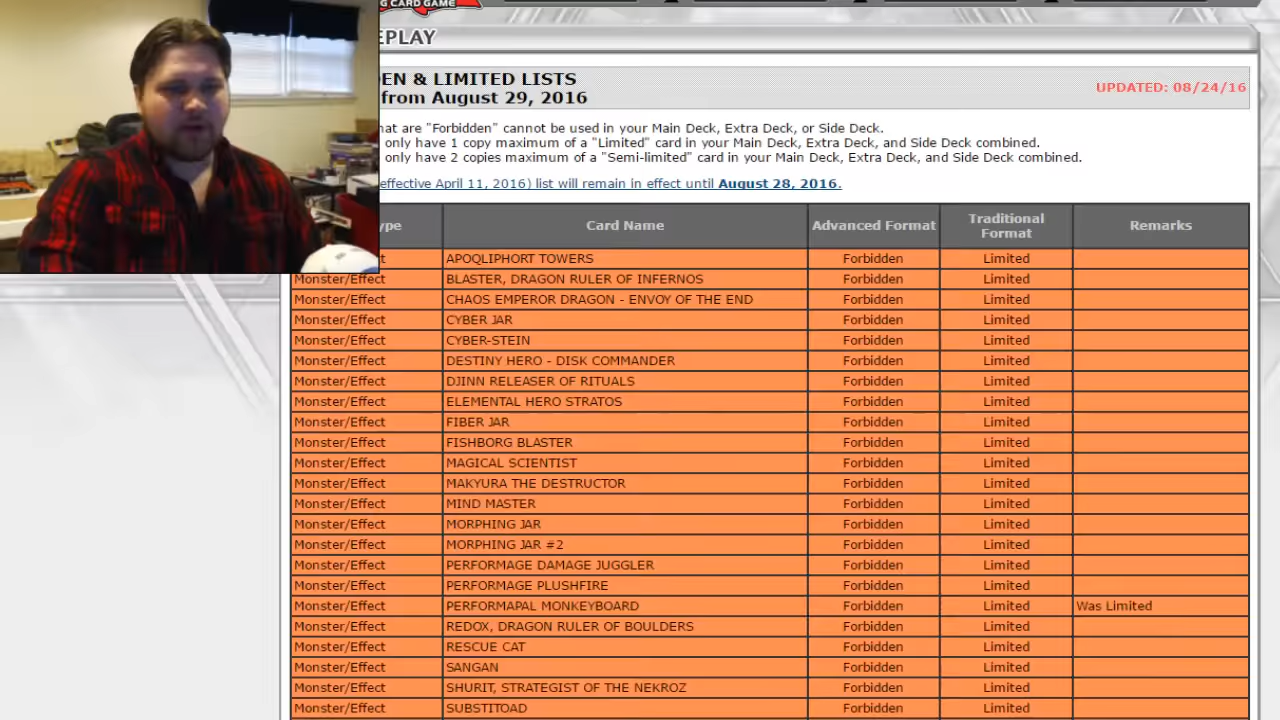 G CARD GAME
EPLAY
EN & LIMITED LISTS
from August 29, 2016
UPDATED: 08/24/16
hat are "Forbidden" cannot be used in your Main Deck, Extra Deck, or Side Deck.
only have 1 copy maximum of a "Limited" card in your Main Deck, Extra Deck, and Side Deck combined.
only have 2 copies maximum of a "Semi-limited" card in your Main Deck, Extra Deck, and Side Deck combined.
effective April 11, 2016) list will remain in effect until August 28, 2016.
ype Card Name Advanced Format Traditional Format Remarks
t APOQLIPHORT TOWERS Forbidden Limited
Monster/Effect BLASTER, DRAGON RULER OF INFERNOS Forbidden Limited
Monster/Effect CHAOS EMPEROR DRAGON - ENVOY OF THE END Forbidden Limited
Monster/Effect CYBER JAR Forbidden Limited
Monster/Effect CYBER-STEIN Forbidden Limited
Monster/Effect DESTINY HERO - DISK COMMANDER Forbidden Limited
Monster/Effect DJINN RELEASER OF RITUALS Forbidden Limited
Monster/Effect ELEMENTAL HERO STRATOS Forbidden Limited
Monster/Effect FIBER JAR Forbidden Limited
Monster/Effect FISHBORG BLASTER Forbidden Limited
Monster/Effect MAGICAL SCIENTIST Forbidden Limited
Monster/Effect MAKYURA THE DESTRUCTOR Forbidden Limited
Monster/Effect MIND MASTER Forbidden Limited
Monster/Effect MORPHING JAR Forbidden Limited
Monster/Effect MORPHING JAR #2 Forbidden Limited
Monster/Effect PERFORMAGE DAMAGE JUGGLER Forbidden Limited
Monster/Effect PERFORMAGE PLUSHFIRE Forbidden Limited
Monster/Effect PERFORMAPAL MONKEYBOARD Forbidden Limited Was Limited
Monster/Effect REDOX, DRAGON RULER OF BOULDERS Forbidden Limited
Monster/Effect RESCUE CAT Forbidden Limited
Monster/Effect SANGAN Forbidden Limited
Monster/Effect SHURIT, STRATEGIST OF THE NEKROZ Forbidden Limited
Monster/Effect SUBSTITOAD Forbidden Limited